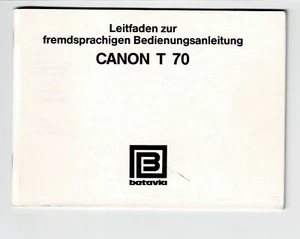 Leitfaden zur
fremdsprachigen Bedienungsanleitung
CANON T 70
B
batavia